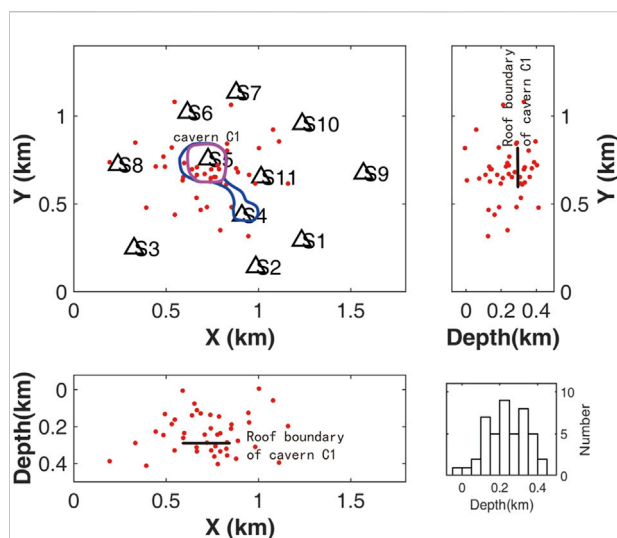 1
0.5
0
Y (km)
0
0.5
1
1.5
X (km)
S7
S6
S10
cavern C1
S5
S8
S11
S9
S4
S3
S1
S2
Roof boundary
of cavern C1
1
0.5
0
Y (km)
0
0.2
0.4
Depth(km)
0
0.2
0.4
Depth(km)
Roof boundary
of cavern C1
0
0.5
1
1.5
X (km)
10
5
0
Number
0
0.2
0.4
Depth(km)